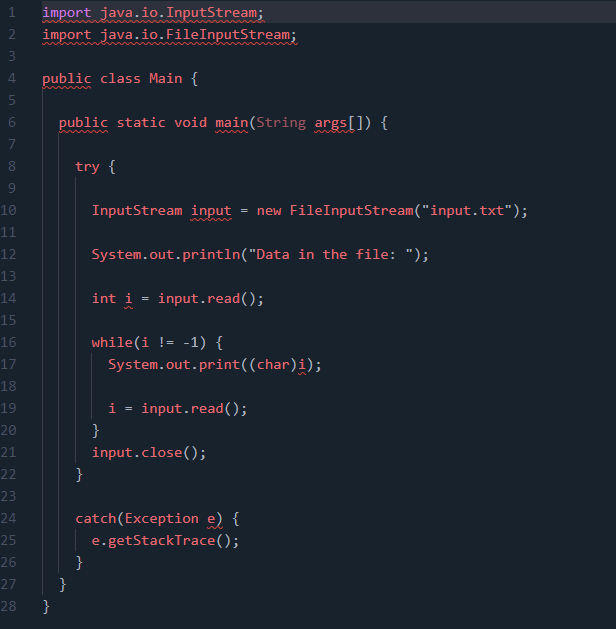 1 import java.io.InputStream;
2 import java.io.FileInputStream;
3
4 public class Main {
5
6 public static void main(String args[]) {
7
8 try {
9
10 InputStream input = new FileInputStream("input.txt");
11
12 System.out.println("Data in the file: ");
13
14 int i = input.read();
15
16 while(i != -1) {
17 System.out.print((char)i);
18
19 i = input.read();
20 }
21 input.close();
22 }
23
24 catch(Exception e) {
25 e.getStackTrace();
26 }
27 }
28 }